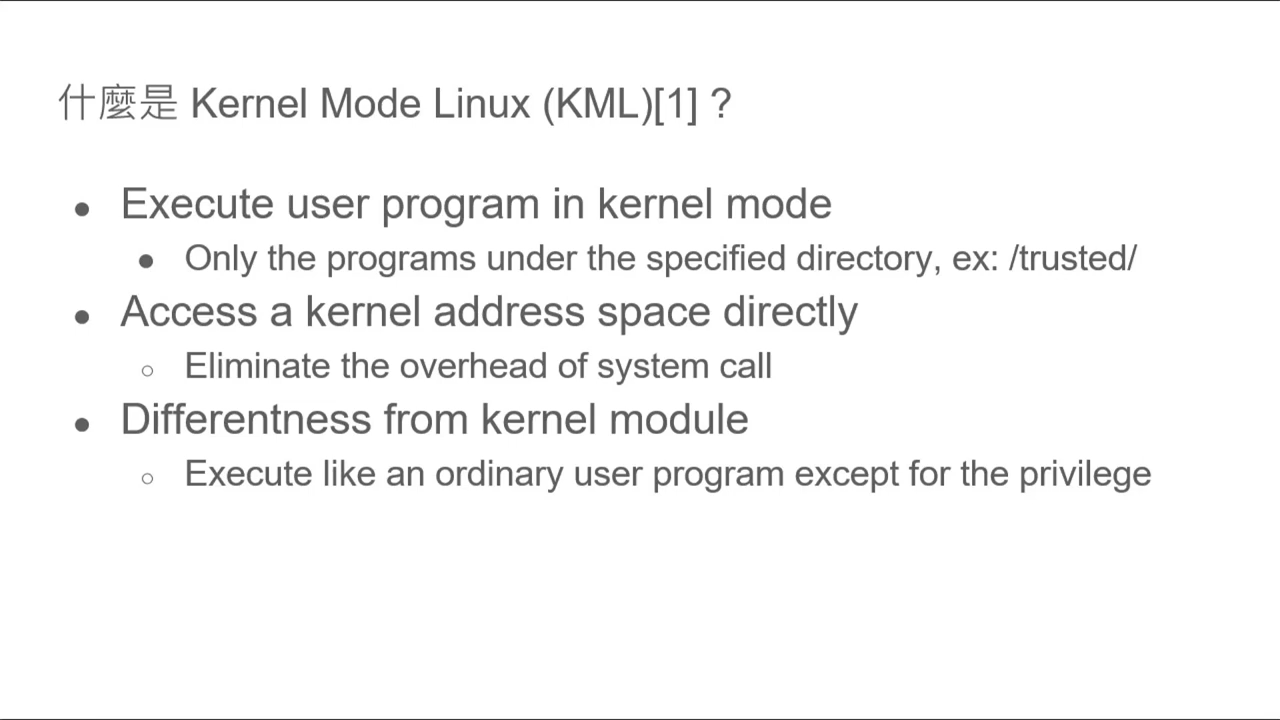 什麼是 Kernel Mode Linux (KML)[1] ?
● Execute user program in kernel mode
● Only the programs under the specified directory, ex: /trusted/
● Access a kernel address space directly
○ Eliminate the overhead of system call
● Differentness from kernel module
○ Execute like an ordinary user program except for the privilege